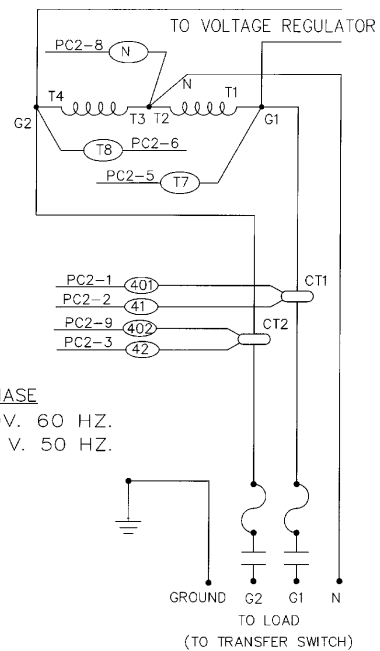 TO VOLTAGE REGULATOR
PC2-8 N
N
T4 T1
T3 T2
G2 G1
T8 PC2-6
PC2-5 T7
PC2-1 401 CT1
PC2-2 41
PC2-9 402 CT2
PC2-3 42
HASE
V. 60 HZ.
V. 50 HZ.
GROUND G2 G1 N
TO LOAD
(TO TRANSFER SWITCH)